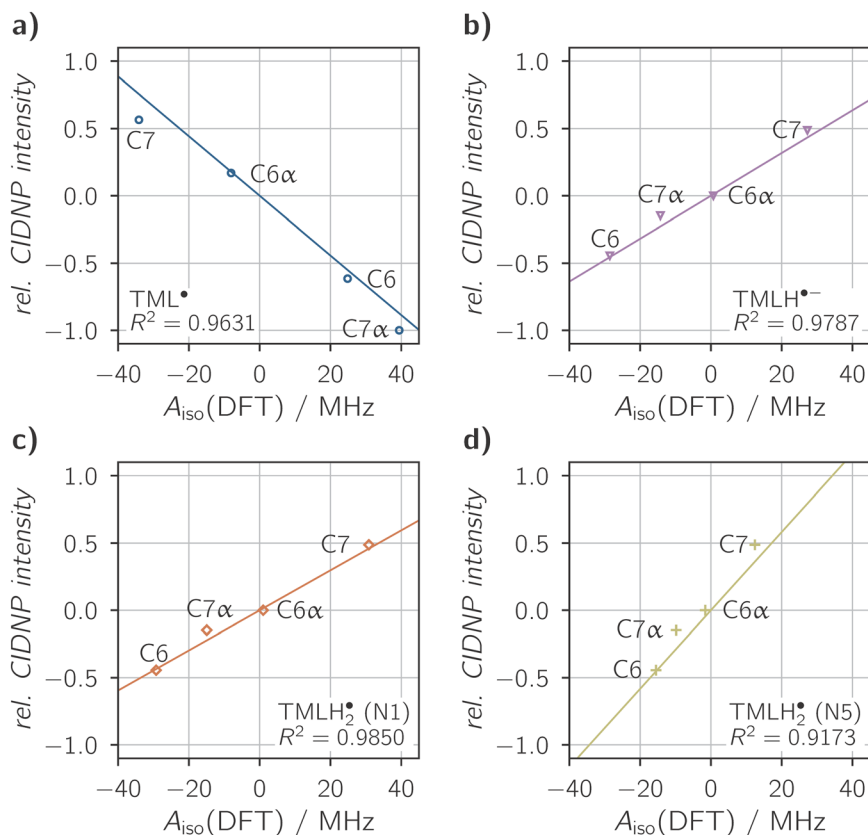 a)
rel. CIDNP intensity
1.0
0.5
0.0
−0.5
−1.0
C7
C6α
C6
C7α
TML•
R² = 0.9631
−40 −20 0 20 40
A_iso(DFT) / MHz
b)
rel. CIDNP intensity
1.0
0.5
0.0
−0.5
−1.0
C7
C7α
C6α
C6
TMLH•−
R² = 0.9787
−40 −20 0 20 40
A_iso(DFT) / MHz
c)
rel. CIDNP intensity
1.0
0.5
0.0
−0.5
−1.0
C7
C7α
C6α
C6
TMLH₂• (N1)
R² = 0.9850
−40 −20 0 20 40
A_iso(DFT) / MHz
d)
rel. CIDNP intensity
1.0
0.5
0.0
−0.5
−1.0
C7
C6α
C7α
C6
TMLH₂• (N5)
R² = 0.9173
−40 −20 0 20 40
A_iso(DFT) / MHz